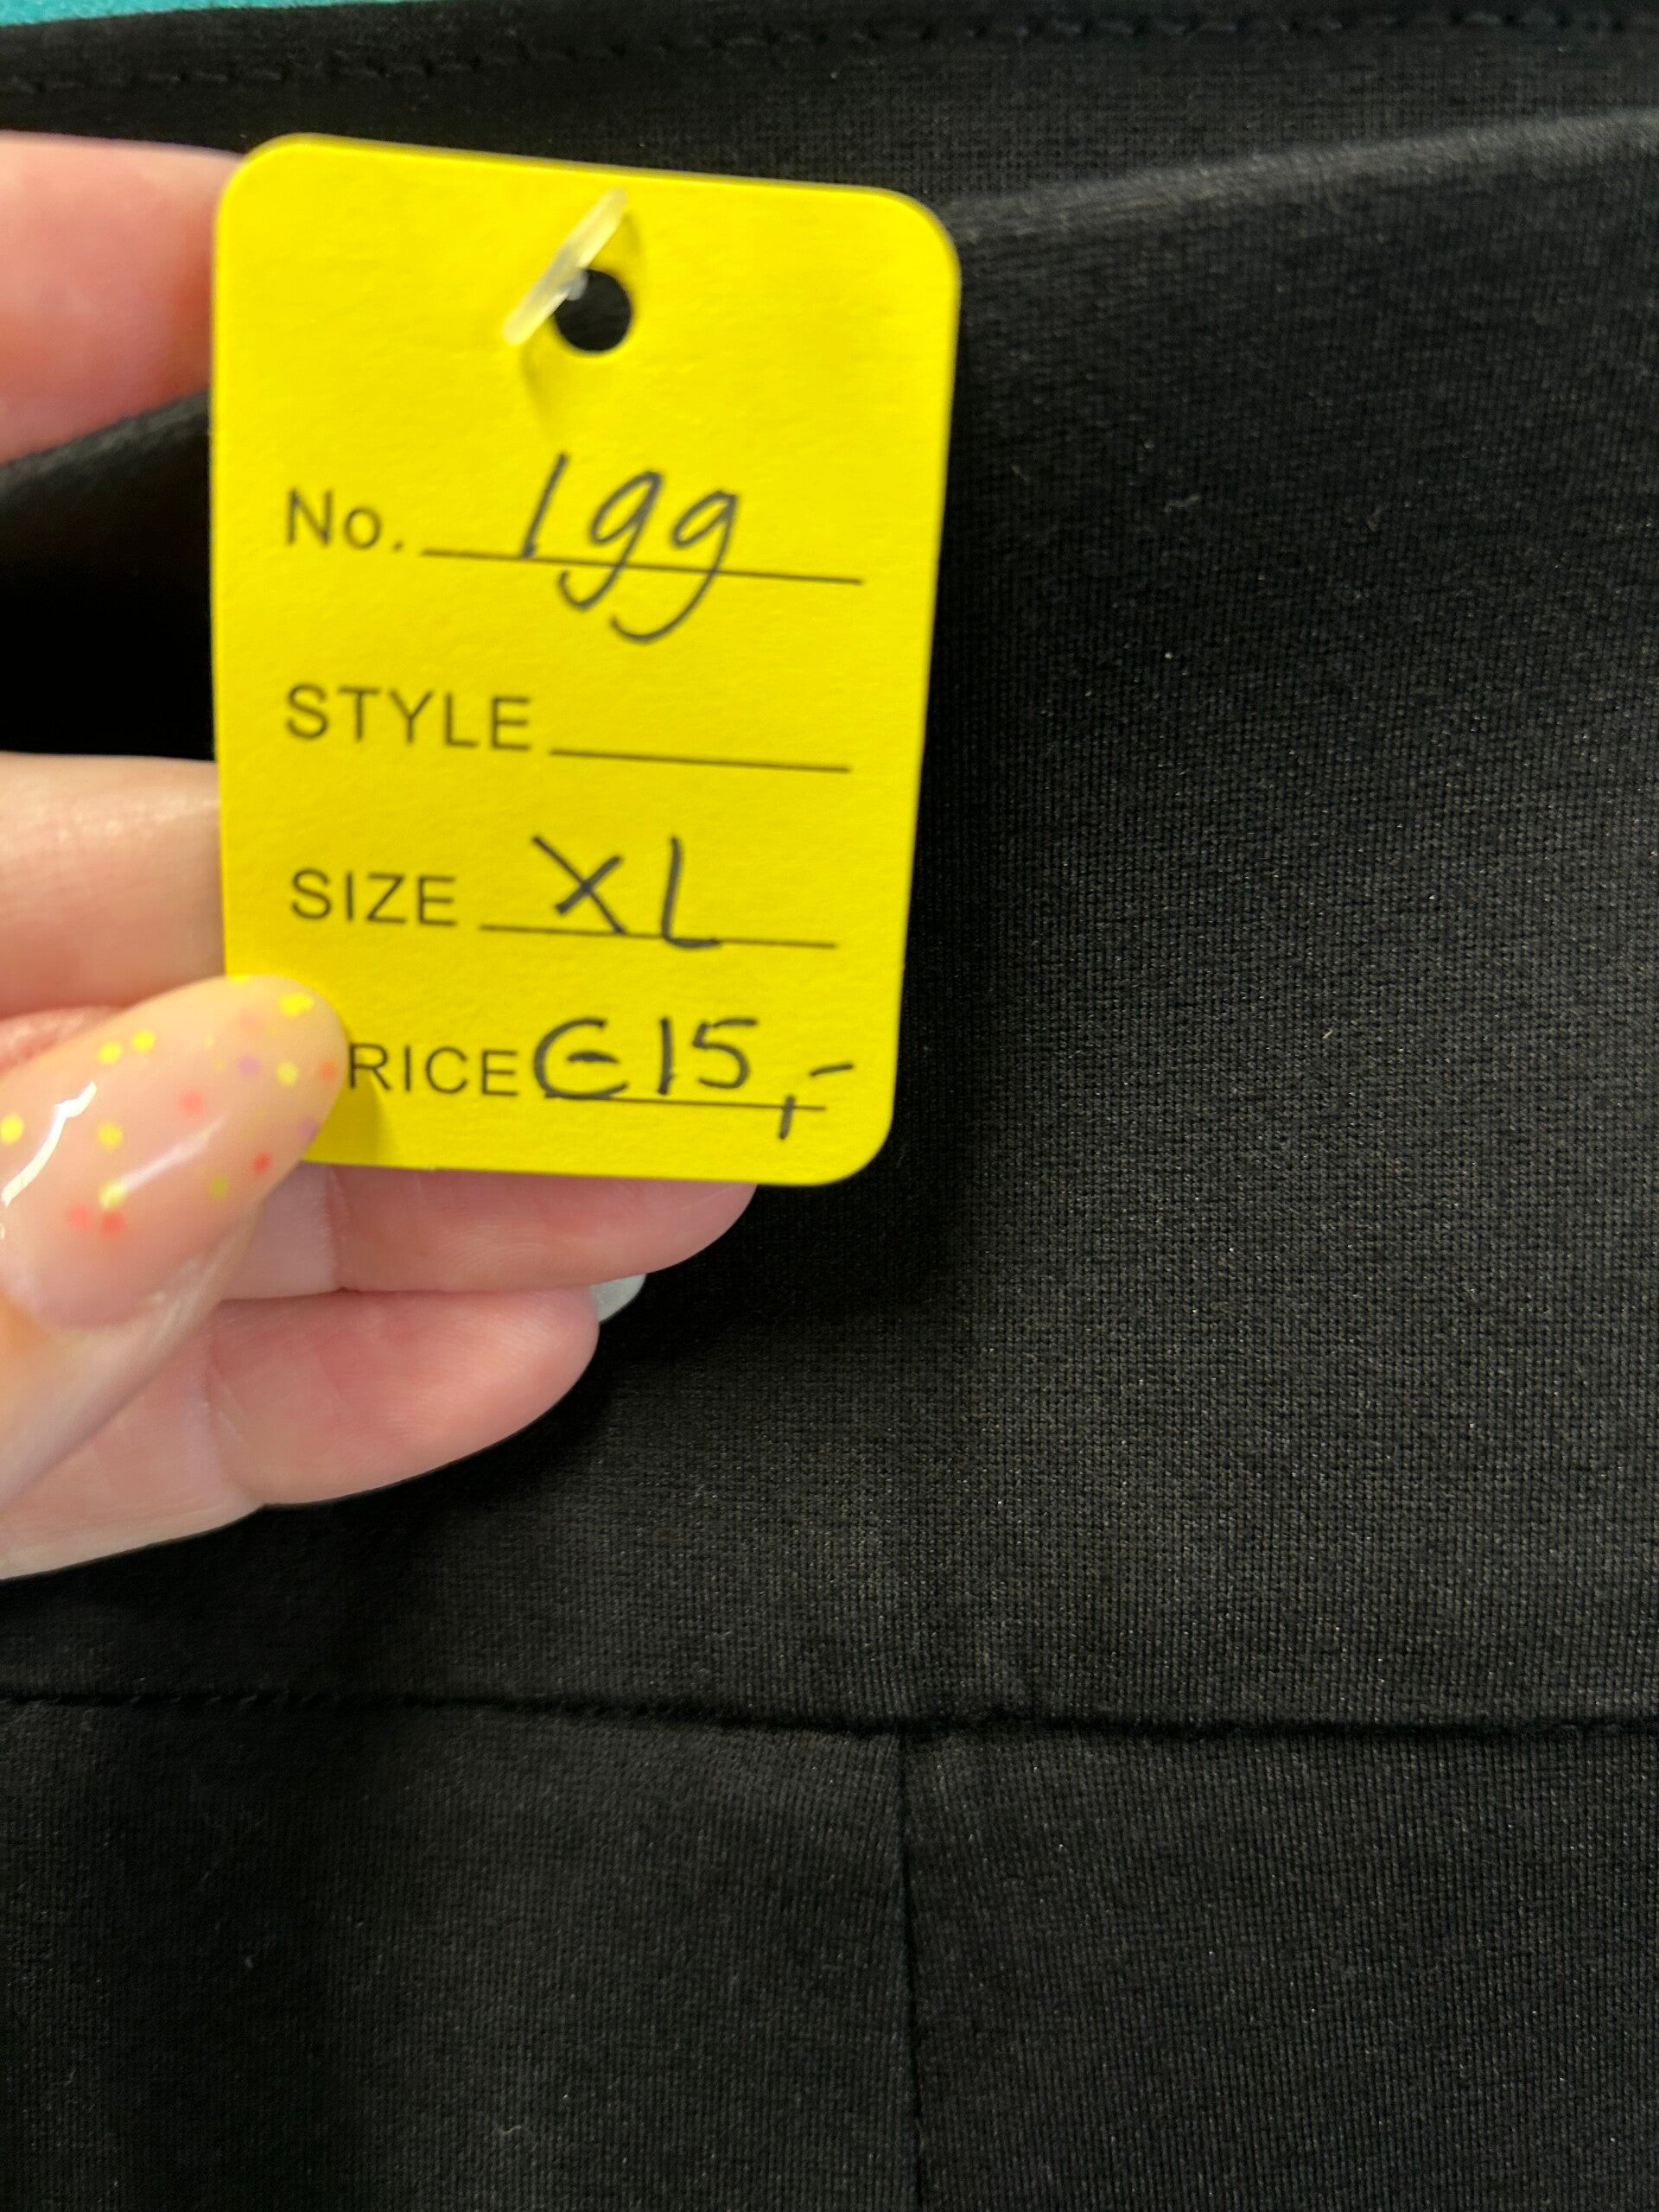 No. 199
STYLE
SIZE XL
RICE €15,-